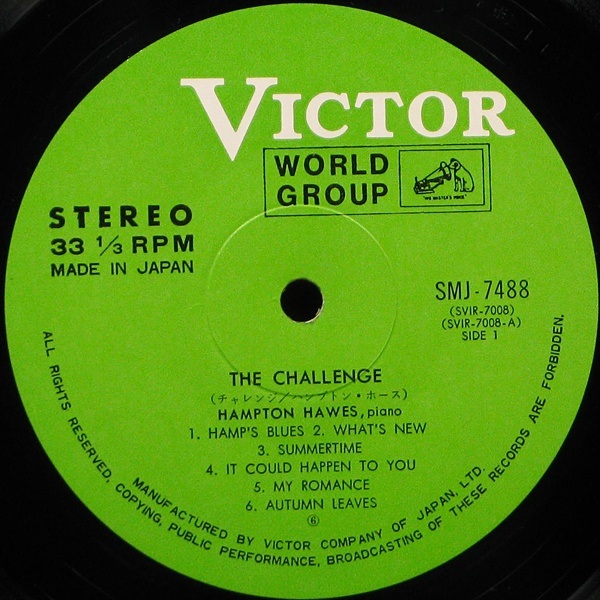 VICTOR
WORLD
GROUP
"HIS MASTER'S VOICE"
STEREO
33 1/3 RPM
MADE IN JAPAN
SMJ-7488
(SVIR-7008)
(SVIR-7008-A)
SIDE 1
THE CHALLENGE
(チャレンジ/ハンプトン・ホース)
HAMPTON HAWES, piano
1. HAMP'S BLUES 2. WHAT'S NEW
3. SUMMERTIME
4. IT COULD HAPPEN TO YOU
5. MY ROMANCE
6. AUTUMN LEAVES
⑥
MANUFACTURED BY VICTOR COMPANY OF JAPAN, LTD.
ALL RIGHTS RESERVED. COPYING, PUBLIC PERFORMANCE, BROADCASTING OF THESE RECORDS ARE FORBIDDEN.